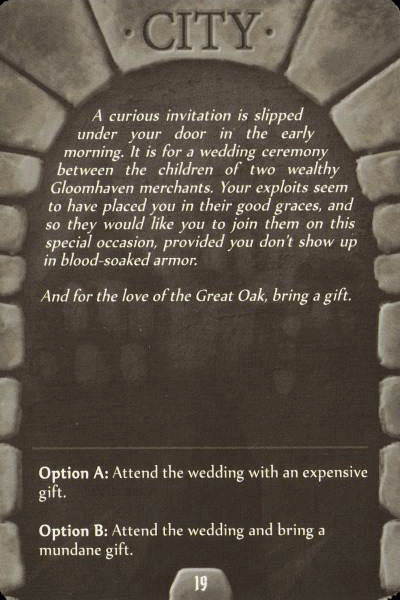 · CITY ·
A curious invitation is slipped
under your door in the early
morning. It is for a wedding ceremony
between the children of two wealthy
Gloomhaven merchants. Your exploits seem
to have placed you in their good graces, and
so they would like you to join them on this
special occasion, provided you don't show up
in blood-soaked armor.
And for the love of the Great Oak, bring a gift.
Option A: Attend the wedding with an expensive
gift.
Option B: Attend the wedding and bring a
mundane gift.
19